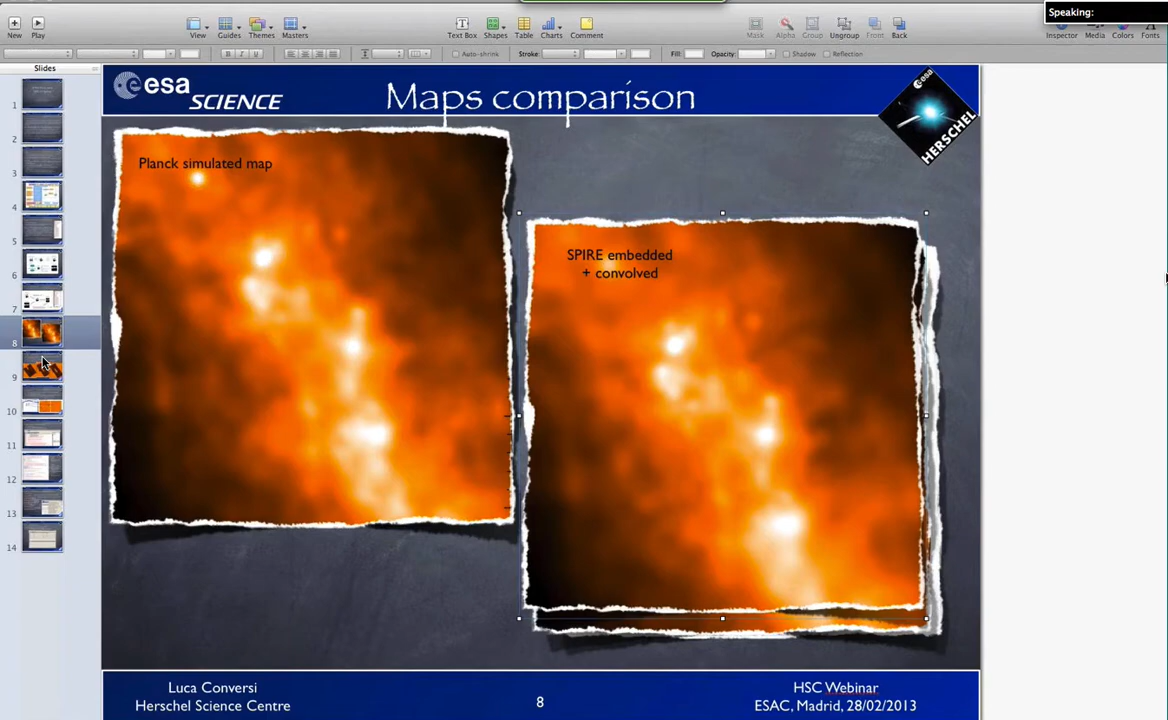 Speaking:
New
Play
View
Guides
Themes
Masters
Text Box
Shapes
Table
Charts
Comment
Mask
Alpha
Group
Ungroup
Front
Back
Inspector
Media
Colors
Fonts
B I U
Auto-shrink
Stroke:
Fill:
Opacity:
Shadow
Reflection
Slides
1
2
3
4
5
6
7
8
9
10
11
12
13
14
esa
SCIENCE
Maps comparison
esa
HERSCHEL
Planck simulated map
SPIRE embedded
+ convolved
Luca Conversi
Herschel Science Centre
8
HSC Webinar
ESAC, Madrid, 28/02/2013